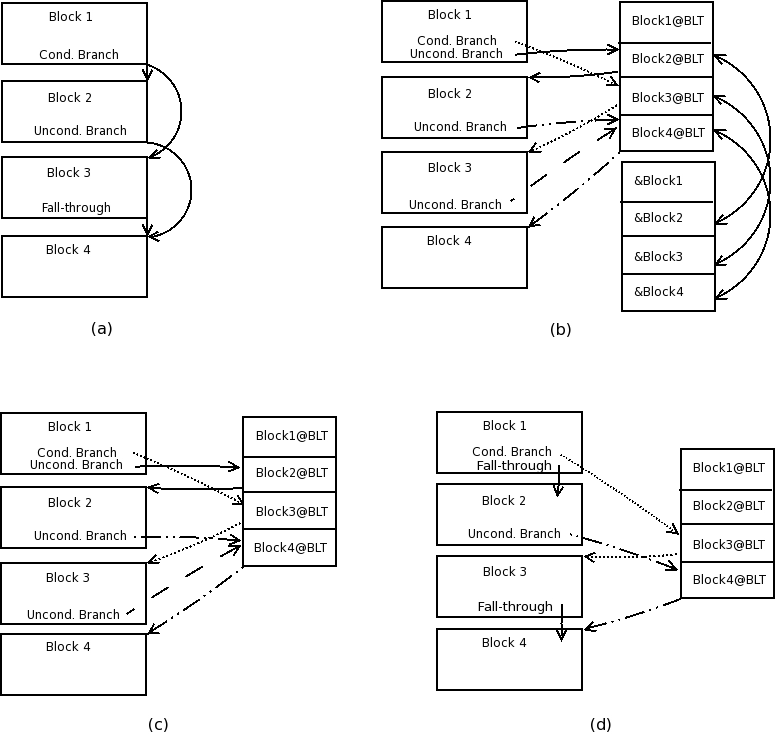 Block 1
Cond. Branch
Block 2
Uncond. Branch
Block 3
Fall-through
Block 4
(a)
Block 1
Cond. Branch
Uncond. Branch
Block 2
Uncond. Branch
Block 3
Uncond. Branch
Block 4
Block1@BLT
Block2@BLT
Block3@BLT
Block4@BLT
&Block1
&Block2
&Block3
&Block4
(b)
Block 1
Cond. Branch
Uncond. Branch
Block 2
Uncond. Branch
Block 3
Uncond. Branch
Block 4
Block1@BLT
Block2@BLT
Block3@BLT
Block4@BLT
(c)
Block 1
Cond. Branch
Fall-through
Block 2
Uncond. Branch
Block 3
Fall-through
Block 4
Block1@BLT
Block2@BLT
Block3@BLT
Block4@BLT
(d)